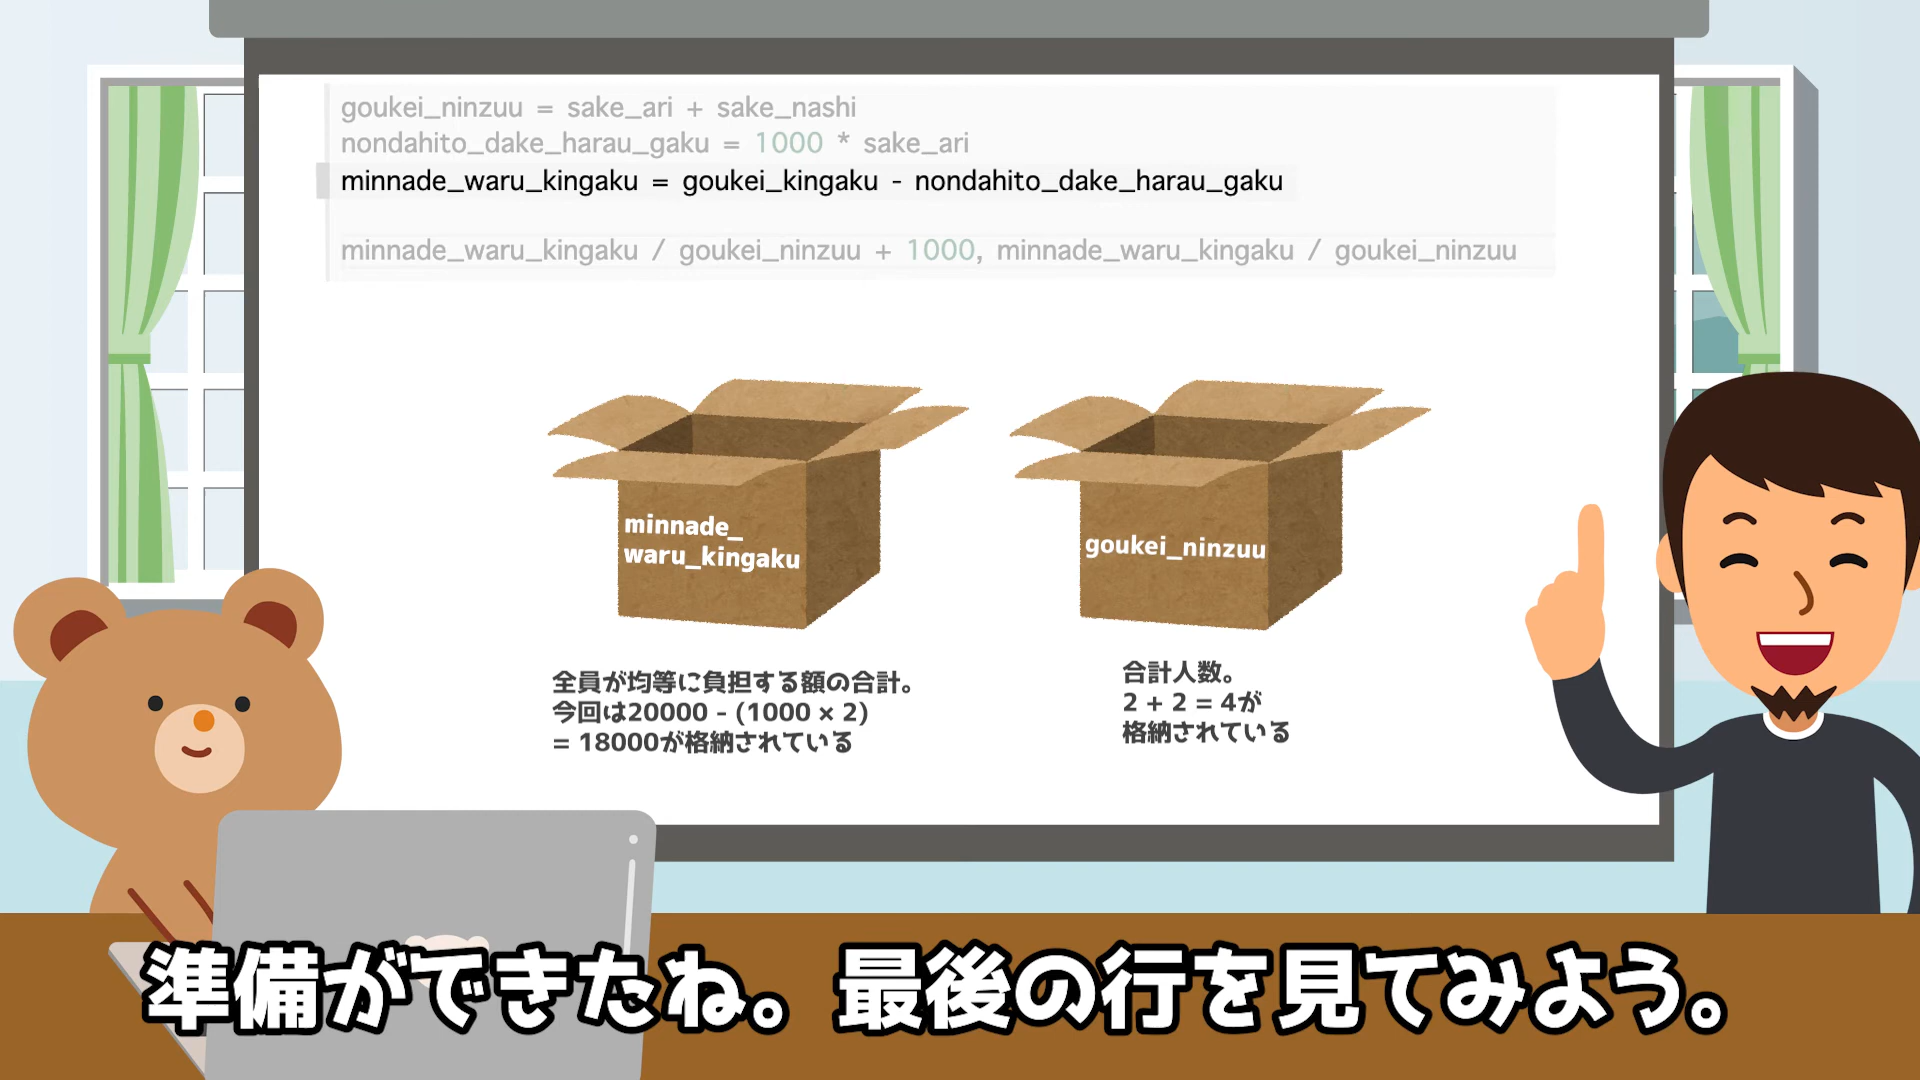 goukei_ninzuu = sake_ari + sake_nashi
nondahito_dake_harau_gaku = 1000 * sake_ari
minnade_waru_kingaku = goukei_kingaku - nondahito_dake_harau_gaku
minnade_waru_kingaku / goukei_ninzuu + 1000, minnade_waru_kingaku / goukei_ninzuu
minnade_
waru_kingaku
全員が均等に負担する額の合計。
今回は20000 - (1000 × 2)
= 18000が格納されている
goukei_ninzuu
合計人数。
2 + 2 = 4が
格納されている
準備ができたね。最後の行を見てみよう。